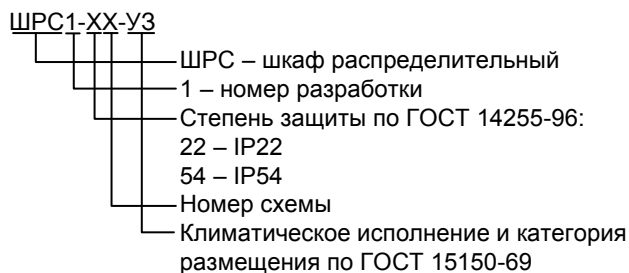 ШРС1-ХХ-УЗ
ШРС – шкаф распределительный
1 – номер разработки
Степень защиты по ГОСТ 14255-96:
22 – IP22
54 – IP54
Номер схемы
Климатическое исполнение и категория
размещения по ГОСТ 15150-69